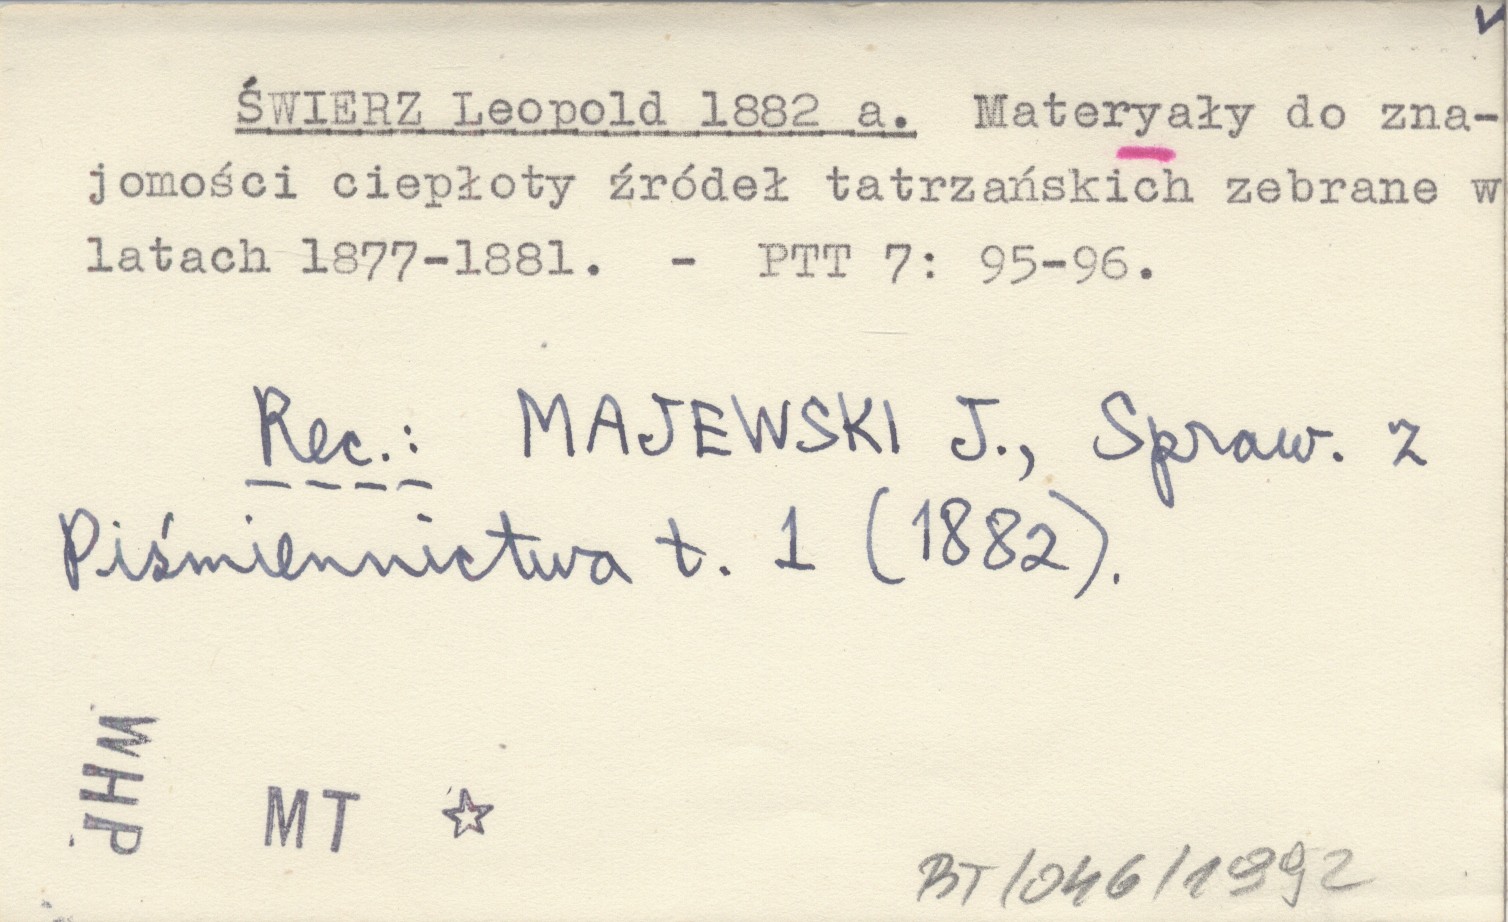 ŚWIERZ Leopold 1882 a. Materyały do zna-
jomości ciepłoty źródeł tatrzańskich zebrane w
latach 1877-1881. - PTT 7: 95-96.
Rec.: MAJEWSKI J., Spraw. z
Piśmiennictwa t. 1 (1882).
WHP
MT ☆
BT/046/1992